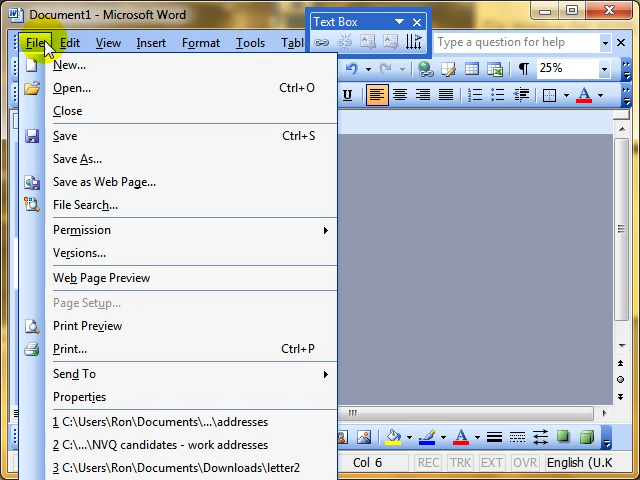 Document1 - Microsoft Word
Text Box
File Edit View Insert Format Tools Tabl
Type a question for help
¶ 25%
U A
New...
Open... Ctrl+O
Close
Save Ctrl+S
Save As...
Save as Web Page...
File Search...
Permission
Versions...
Web Page Preview
Page Setup...
Print Preview
Print... Ctrl+P
Send To
Properties
1 C:\Users\Ron\Documents\...\addresses
2 C:\...\NVQ candidates - work addresses
3 C:\Users\Ron\Documents\Downloads\letter2
A
Col 6 REC TRK EXT OVR English (U.K